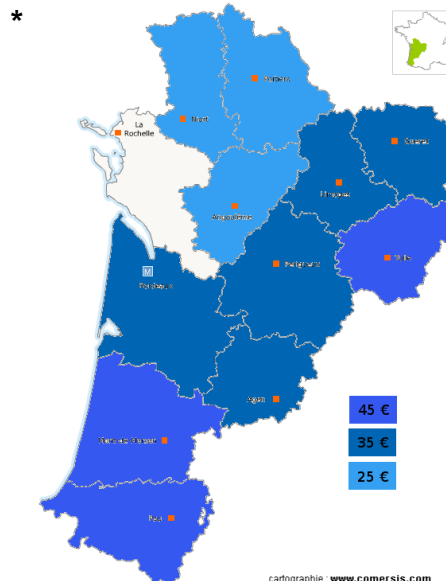 *
Poitiers
Niort
La
Rochelle
Guéret
Limoges
Angoulême
Périgueux
Tulle
M
Bordeaux
Agen
45 €
35 €
25 €
Mont de Marsan
Pau
cartographie : www.comersis.com